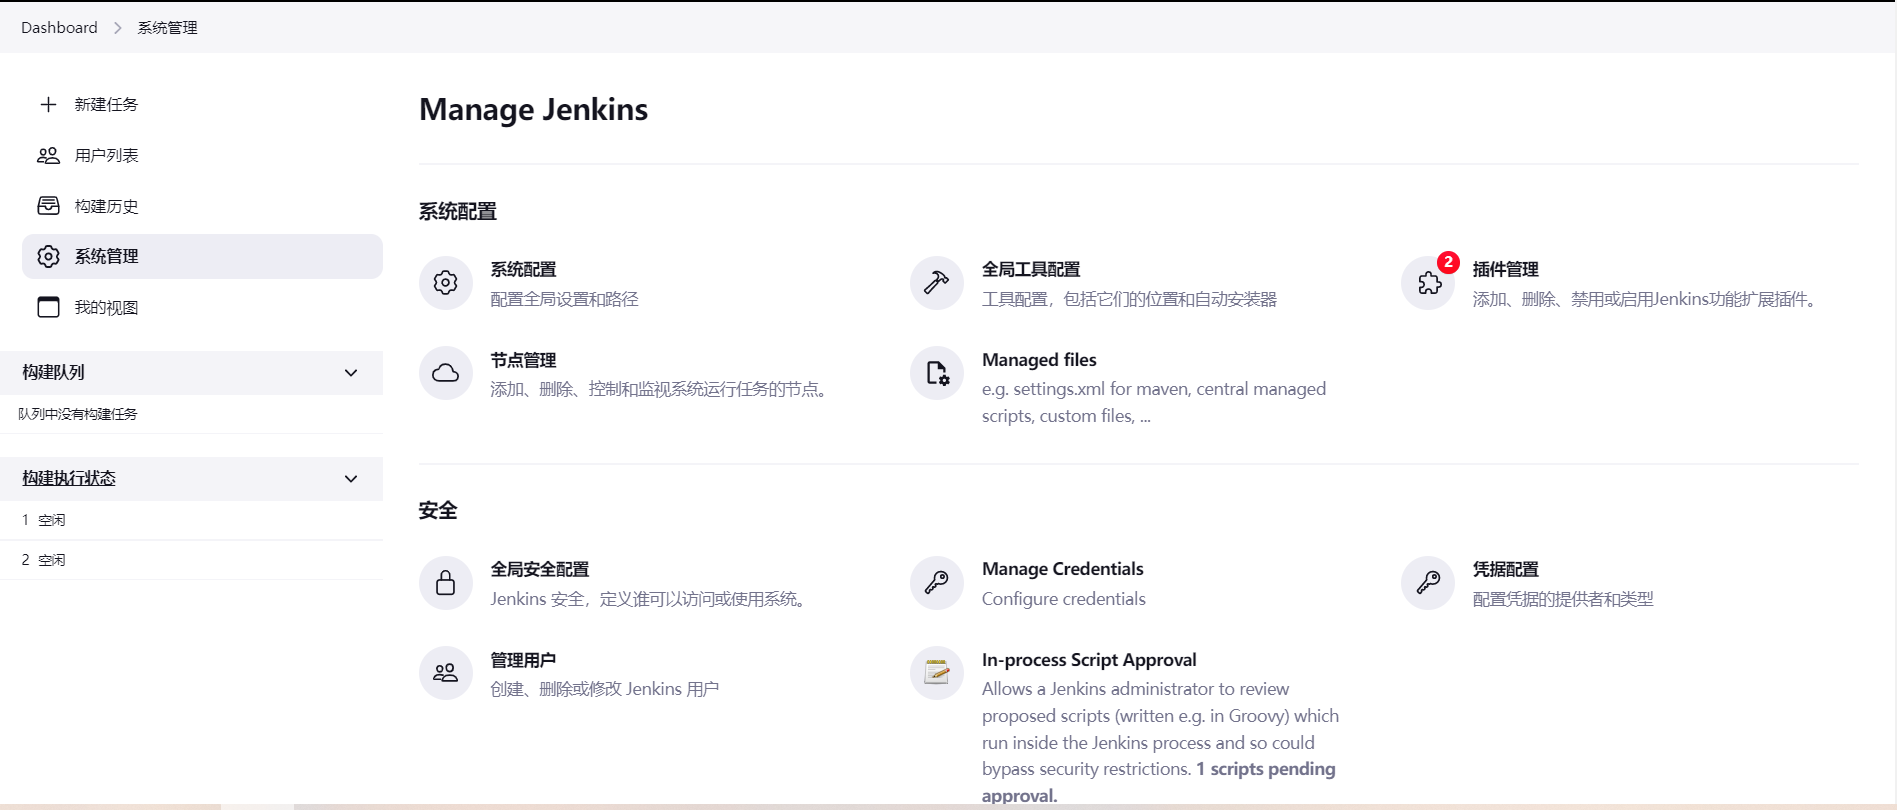 Dashboard
系统管理
新建任务
用户列表
构建历史
系统管理
我的视图
构建队列
队列中没有构建任务
构建执行状态
1 空闲
2 空闲
Manage Jenkins
系统配置
系统配置
配置全局设置和路径
全局工具配置
工具配置，包括它们的位置和自动安装器
2
插件管理
添加、删除、禁用或启用Jenkins功能扩展插件。
节点管理
添加、删除、控制和监视系统运行任务的节点。
Managed files
e.g. settings.xml for maven, central managed
scripts, custom files, ...
安全
全局安全配置
Jenkins 安全，定义谁可以访问或使用系统。
Manage Credentials
Configure credentials
凭据配置
配置凭据的提供者和类型
管理用户
创建、删除或修改 Jenkins 用户
In-process Script Approval
Allows a Jenkins administrator to review
proposed scripts (written e.g. in Groovy) which
run inside the Jenkins process and so could
bypass security restrictions. 1 scripts pending
approval.